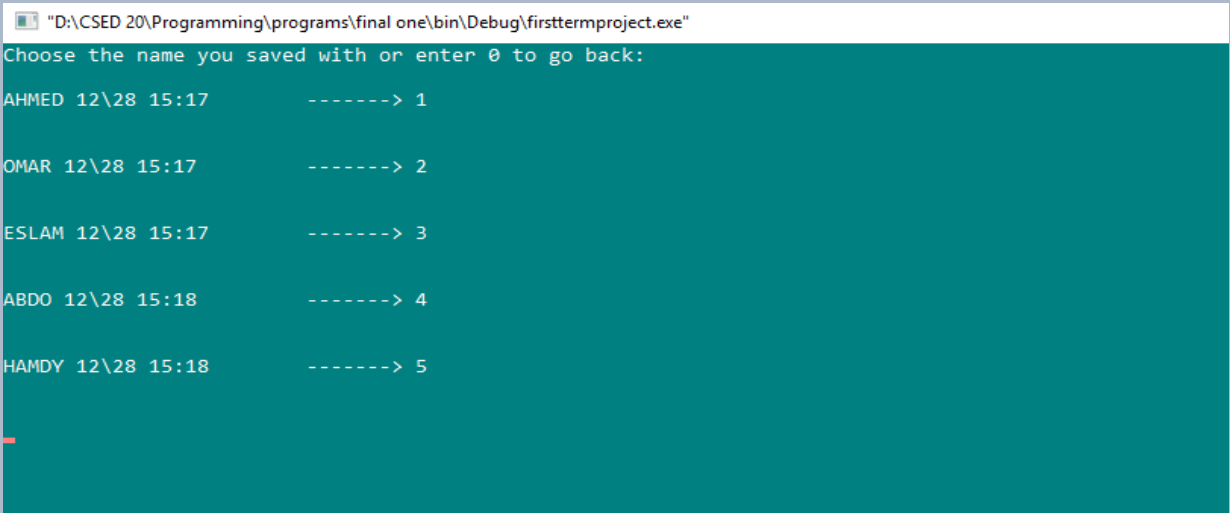 "D:\CSED 20\Programming\programs\final one\bin\Debug\firsttermproject.exe"
Choose the name you saved with or enter 0 to go back:
AHMED 12\28 15:17 -------> 1
OMAR 12\28 15:17 -------> 2
ESLAM 12\28 15:17 -------> 3
ABDO 12\28 15:18 -------> 4
HAMDY 12\28 15:18 -------> 5